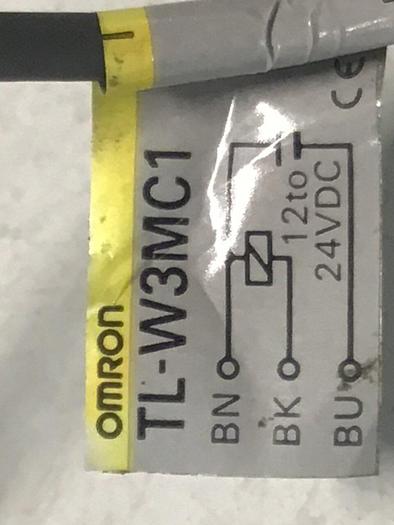 OMRON
TL-W3MC1
BN
BK
BU
12to
24VDC
CE